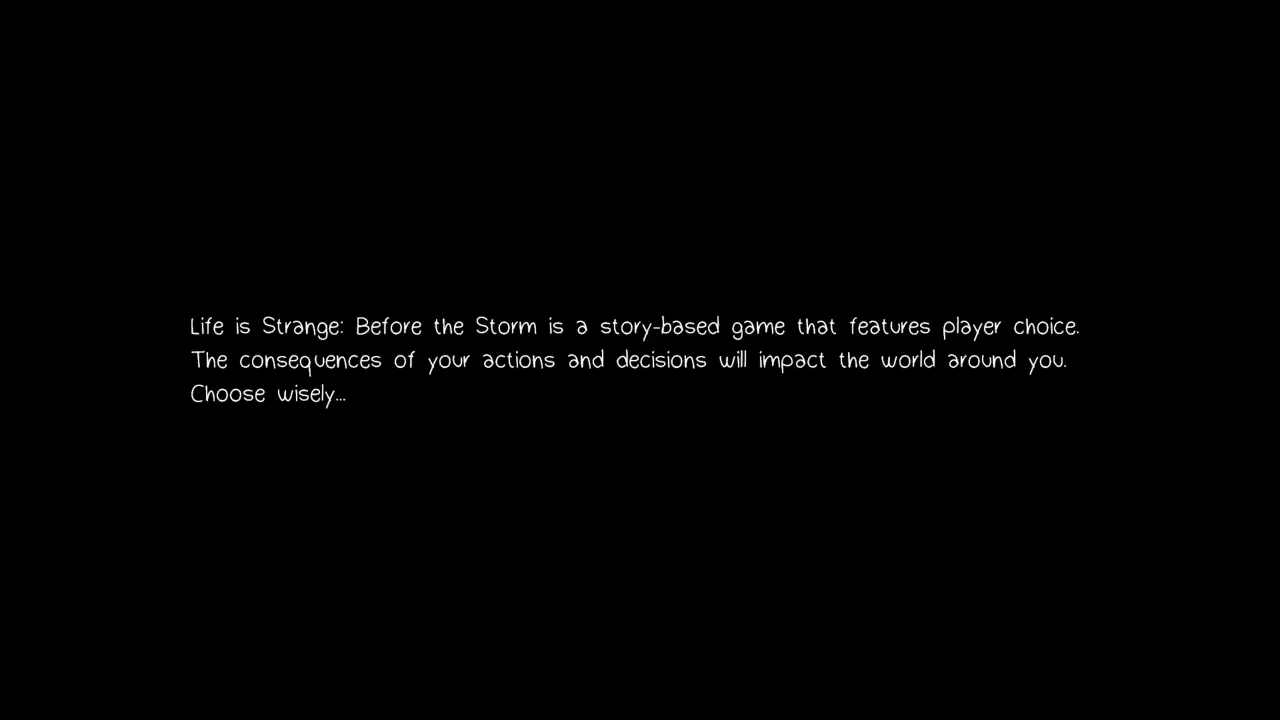 Life is Strange: Before the Storm is a story-based game that features player choice.
The consequences of your actions and decisions will impact the world around you.
Choose wisely...